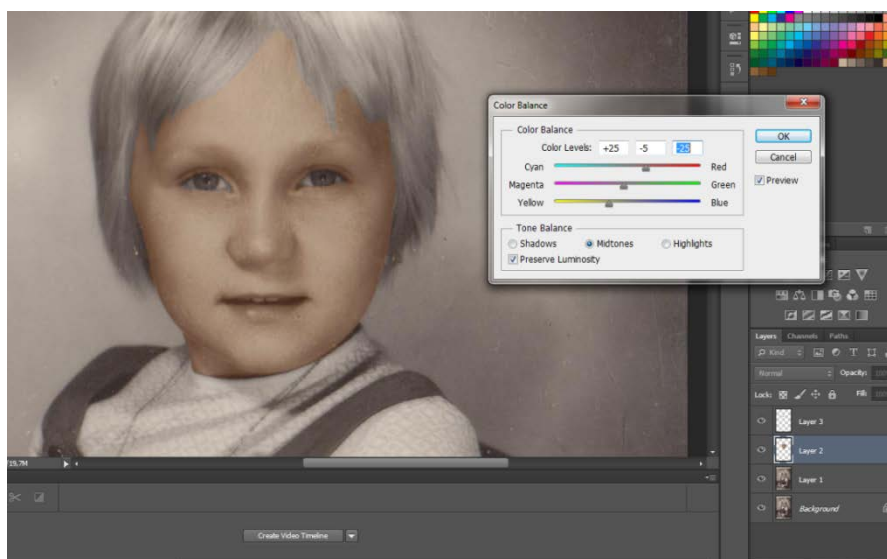 Color Balance
Color Balance
Color Levels: +25 -5 -25
Cyan Red
Magenta Green
Yellow Blue
Tone Balance
Shadows Midtones Highlights
Preserve Luminosity
OK
Cancel
Preview
Layers Channels Paths
Kind
Normal Opacity:
Lock: Fill:
Layer 3
Layer 2
Layer 1
Background
Create Video Timeline